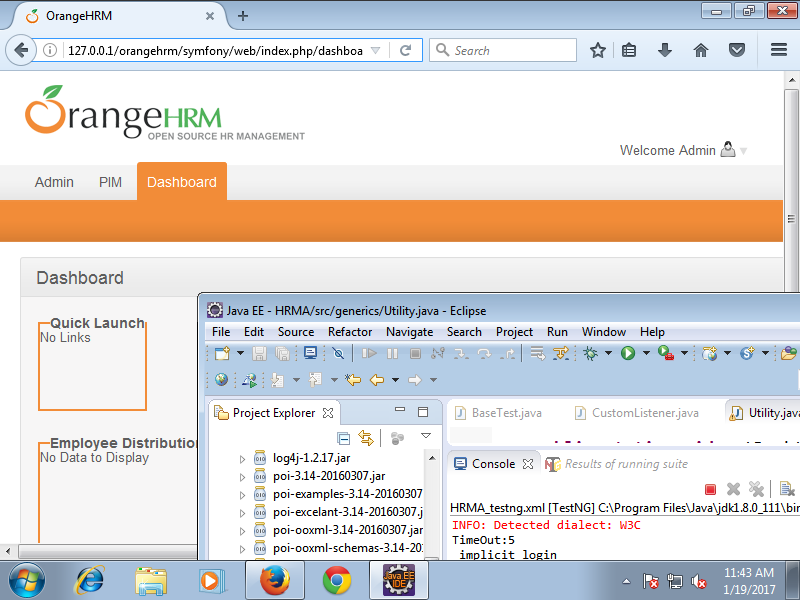 OrangeHRM
127.0.0.1/orangehrm/symfony/web/index.php/dashboa
Search
OrangeHRM
OPEN SOURCE HR MANAGEMENT
Welcome Admin
Admin PIM Dashboard
Dashboard
Quick Launch
No Links
Employee Distribution
No Data to Display
Java EE - HRMA/src/generics/Utility.java - Eclipse
File Edit Source Refactor Navigate Search Project Run Window Help
Project Explorer
BaseTest.java CustomListener.java Utility.java
log4j-1.2.17.jar
poi-3.14-20160307.jar
poi-examples-3.14-20160307
poi-excelant-3.14-20160307.j
poi-ooxml-3.14-20160307.jar
poi-ooxml-schemas-3.14-20
Console Results of running suite
HRMA_testng.xml [TestNG] C:\Program Files\Java\jdk1.8.0_111\bin
INFO: Detected dialect: W3C
TimeOut:5
implicit login
Java EE
IDE
11:43 AM
1/19/2017